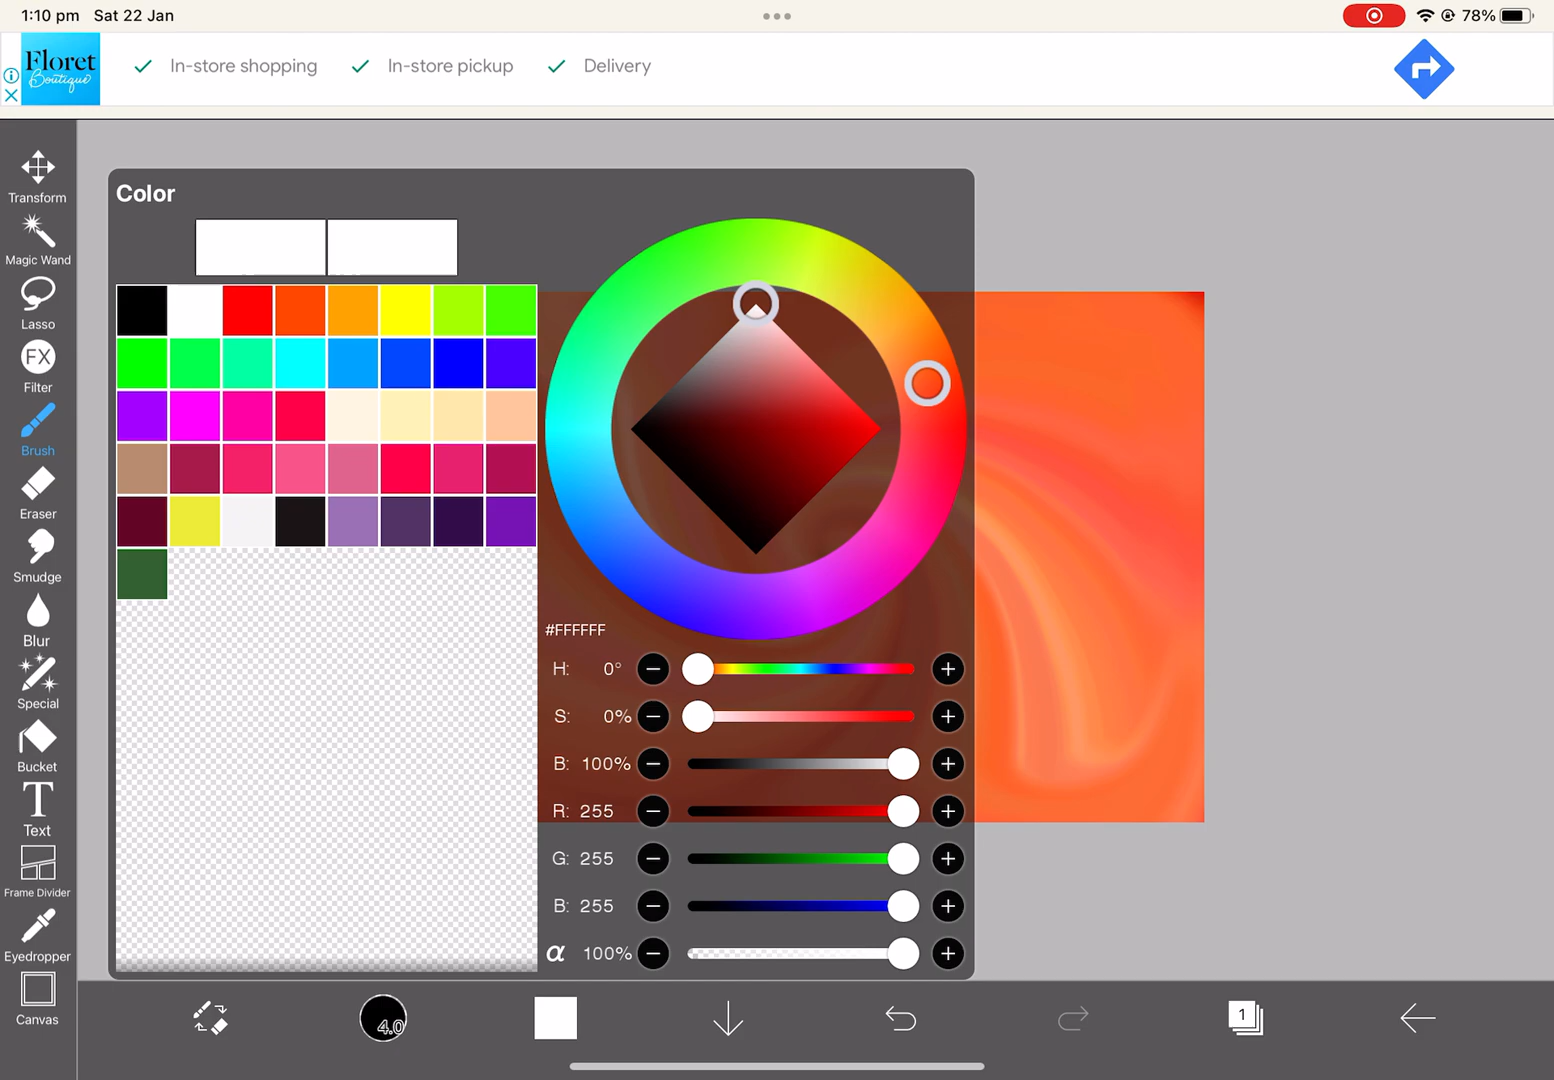 1:10 pm Sat 22 Jan 78%
Floret
Boutique
In-store shopping In-store pickup Delivery
Transform
Magic Wand
Lasso
FX
Filter
Brush
Eraser
Smudge
Blur
Special
Bucket
T
Text
Frame Divider
Eyedropper
Canvas
Color
#FFFFFF
H: 0°
S: 0%
B: 100%
R: 255
G: 255
B: 255
α 100%
4.0
1